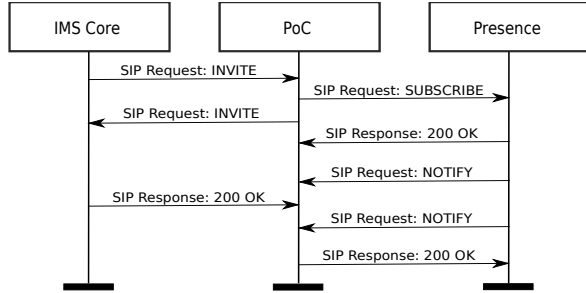 IMS Core
PoC
Presence
SIP Request: INVITE
SIP Request: SUBSCRIBE
SIP Request: INVITE
SIP Response: 200 OK
SIP Request: NOTIFY
SIP Response: 200 OK
SIP Request: NOTIFY
SIP Response: 200 OK